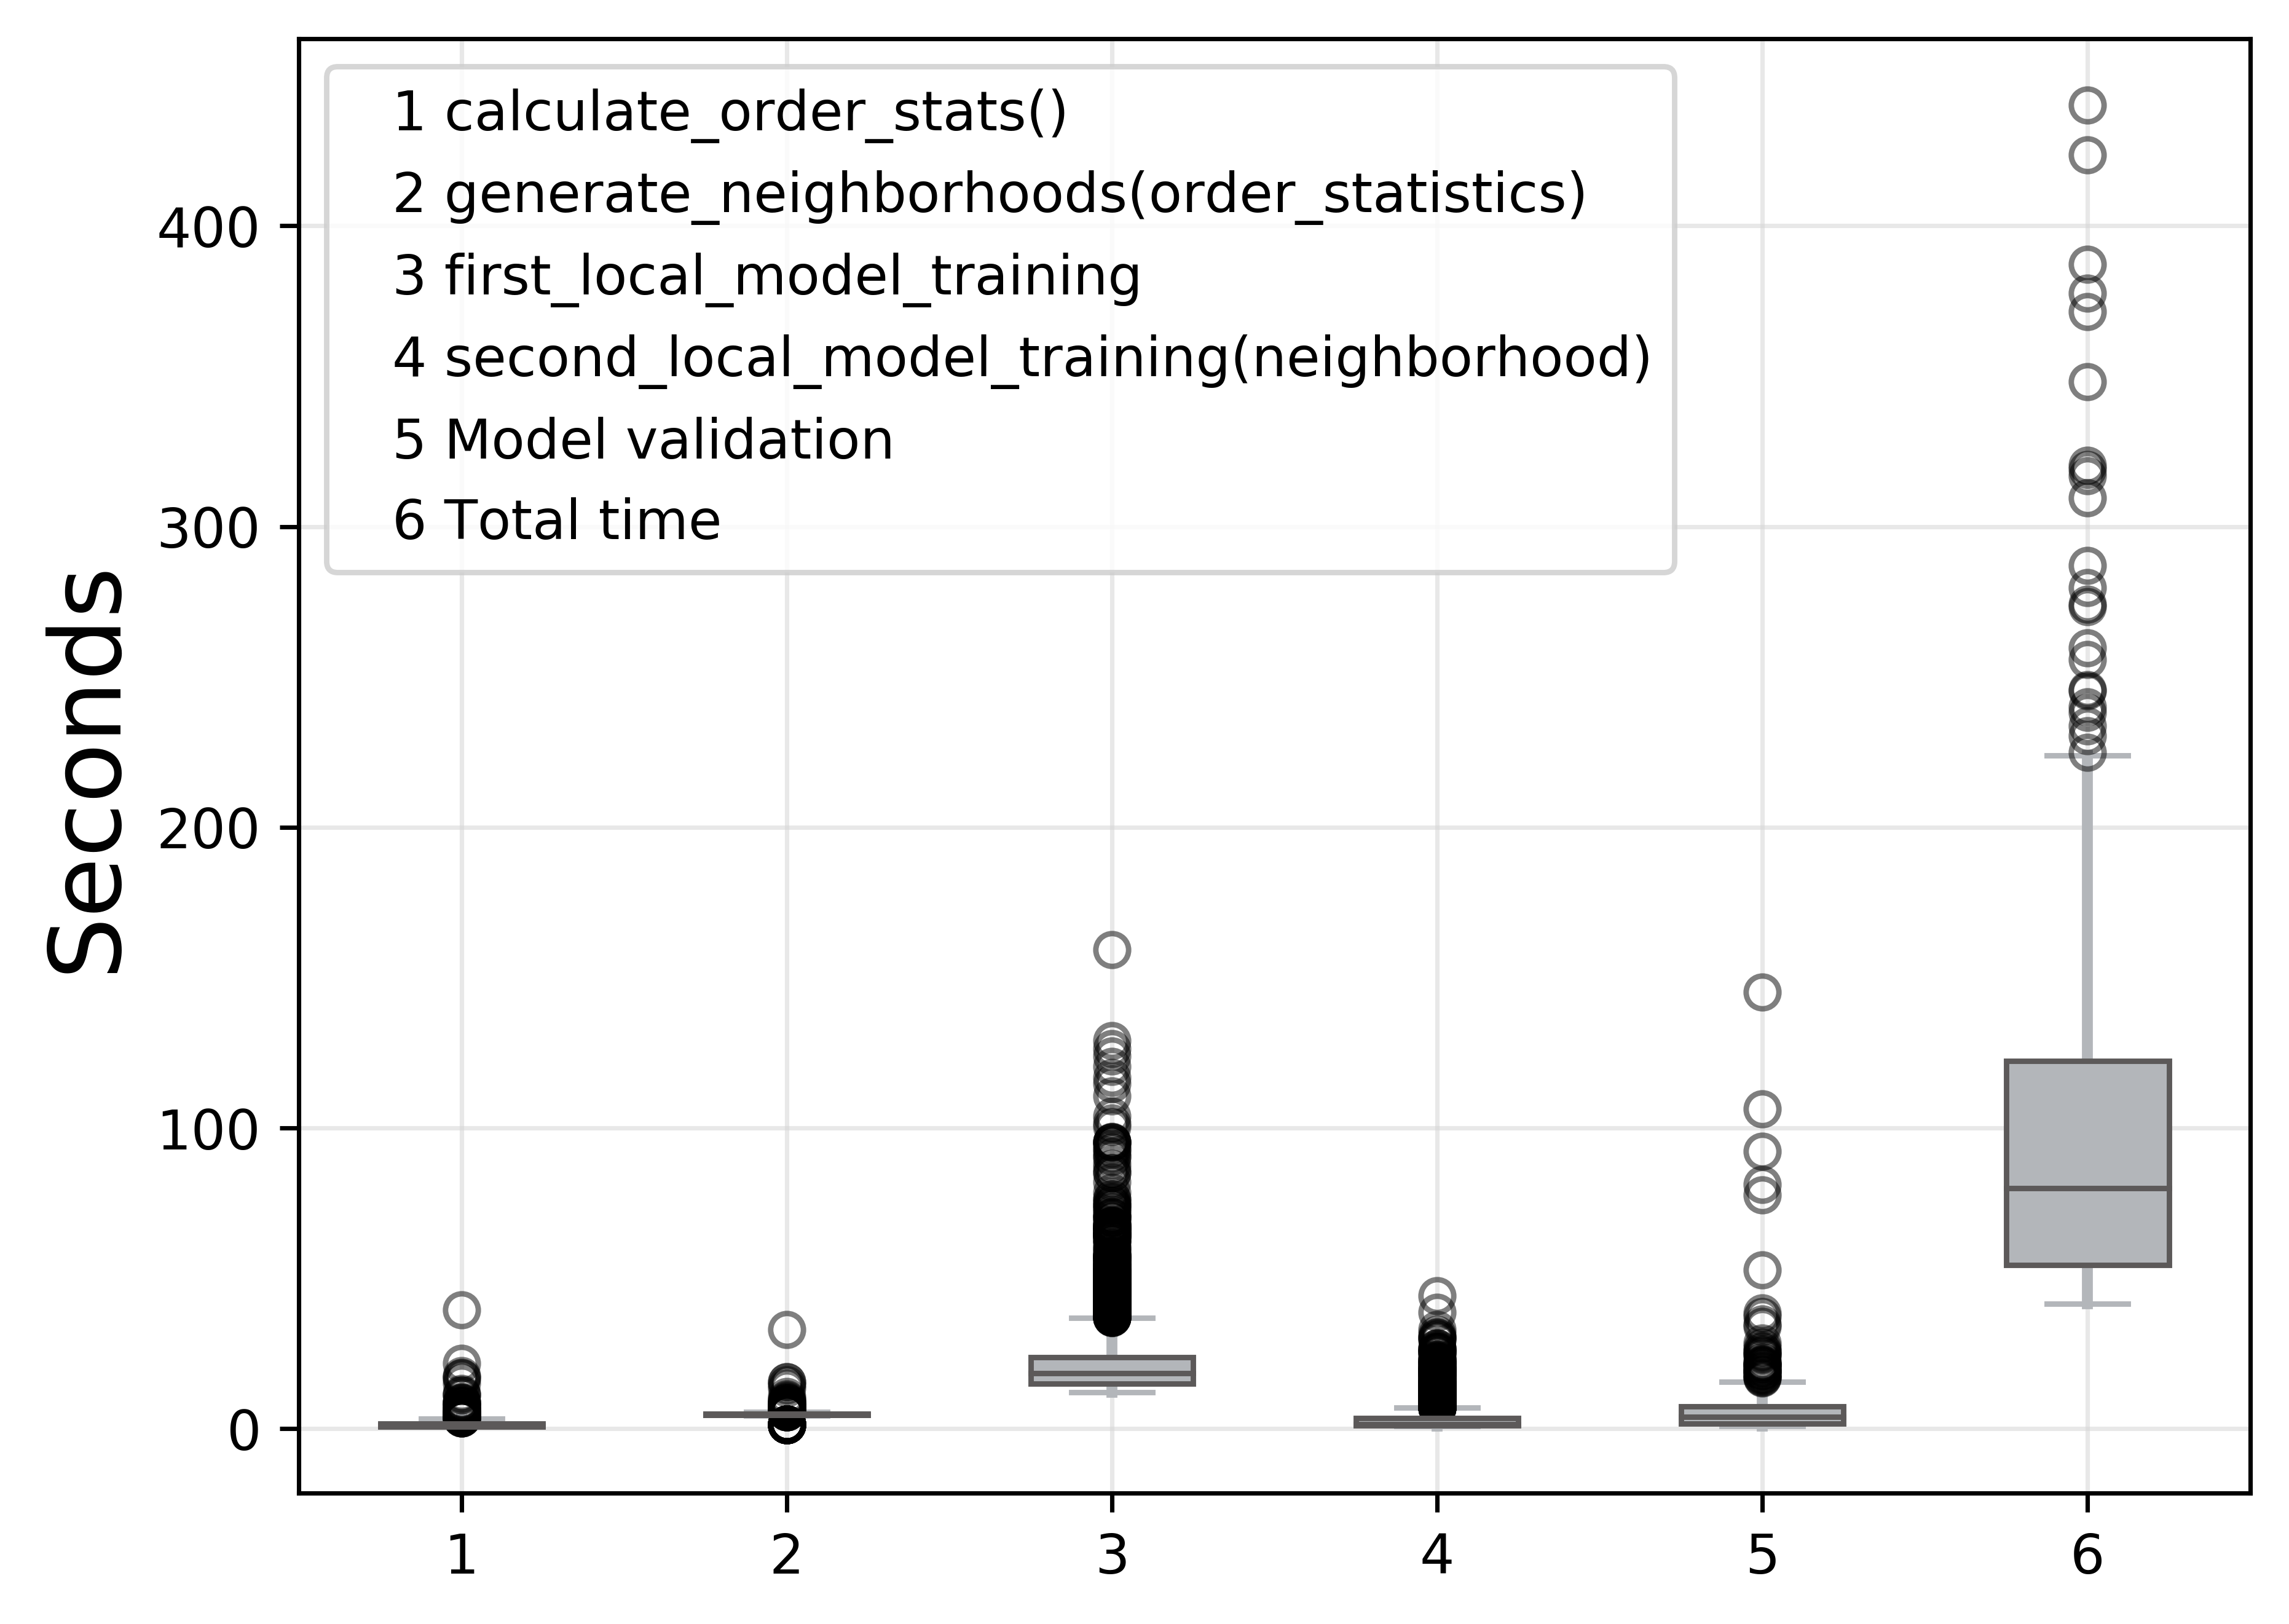 1 calculate_order_stats()
2 generate_neighborhoods(order_statistics)
3 first_local_model_training
4 second_local_model_training(neighborhood)
5 Model validation
6 Total time
Seconds
400
300
200
100
0
1 2 3 4 5 6